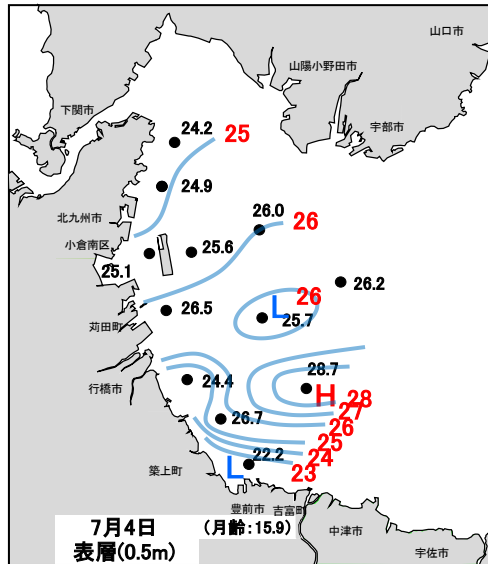 山口市
山陽小野田市
下関市
宇部市
24.2
25
24.9
北九州市
26.0
26
小倉南区
25.6
25.1
26.2
26
L
26.5
25.7
苅田町
28.7
行橋市
24.4
H
28
27
26.7
26
25
22.2
24
築上町
L
23
豊前市
吉富町
7月4日
(月齢:15.9)
中津市
表層(0.5m)
宇佐市